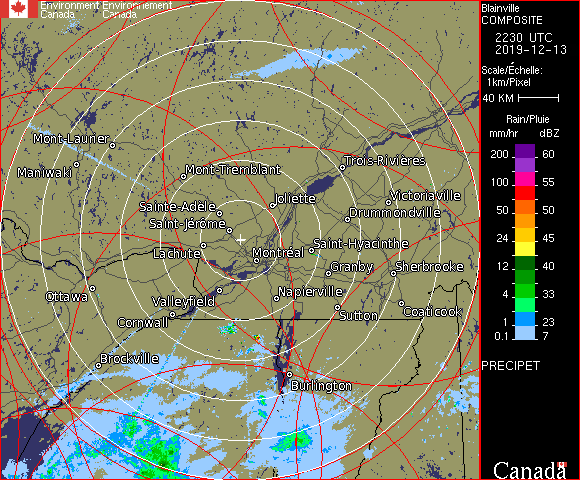 Environment Environnement
Canada Canada
Blainville
COMPOSITE
2230 UTC
2019-12-13
Scale/Échelle:
1km/Pixel
40 KM
Rain/Pluie
mm/hr dBZ
200 60
100 55
50 50
24 45
12 40
4 33
1 23
0.1 7
PRECIPET
Mont-Laurier
Maniwaki
Mont-Tremblant
Trois-Rivières
Joliette
Victoriaville
Sainte-Adèle
Drummondville
Saint-Jérôme
Saint-Hyacinthe
Lachute
Montréal
Granby
Sherbrooke
Ottawa
Valleyfield
Napierville
Cornwall
Sutton
Coaticook
Brockville
Burlington
Canada